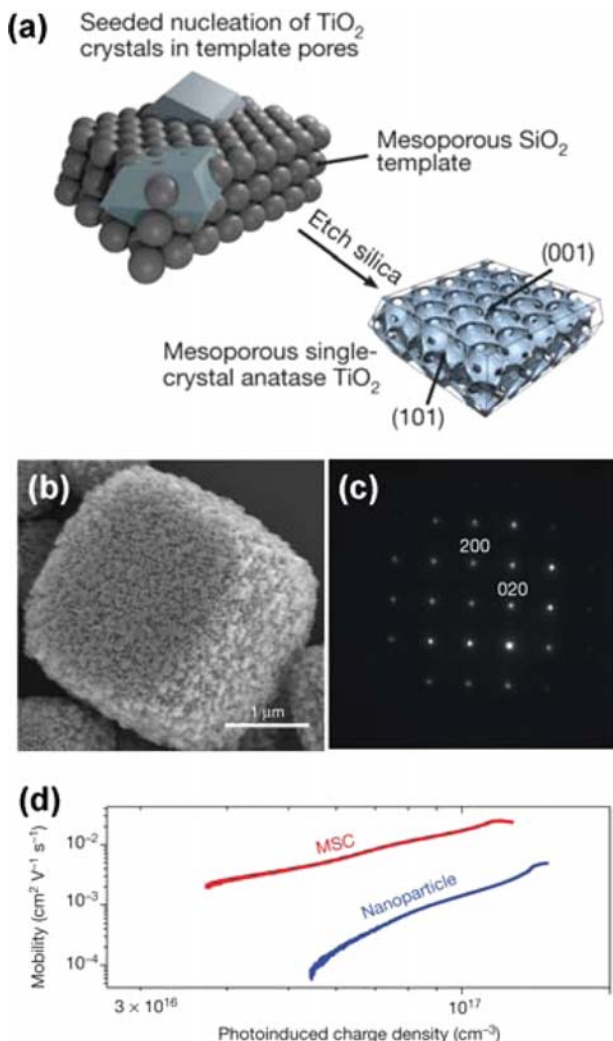 (a)
Seeded nucleation of TiO₂
crystals in template pores
Mesoporous SiO₂
template
Etch silica
(001)
Mesoporous single-
crystal anatase TiO₂
(101)
(b)
1 μm
(c)
200
020
(d)
Mobility (cm² V⁻¹ s⁻¹)
10⁻²
10⁻³
10⁻⁴
MSC
Nanoparticle
3 × 10¹⁶
10¹⁷
Photoinduced charge density (cm⁻³)